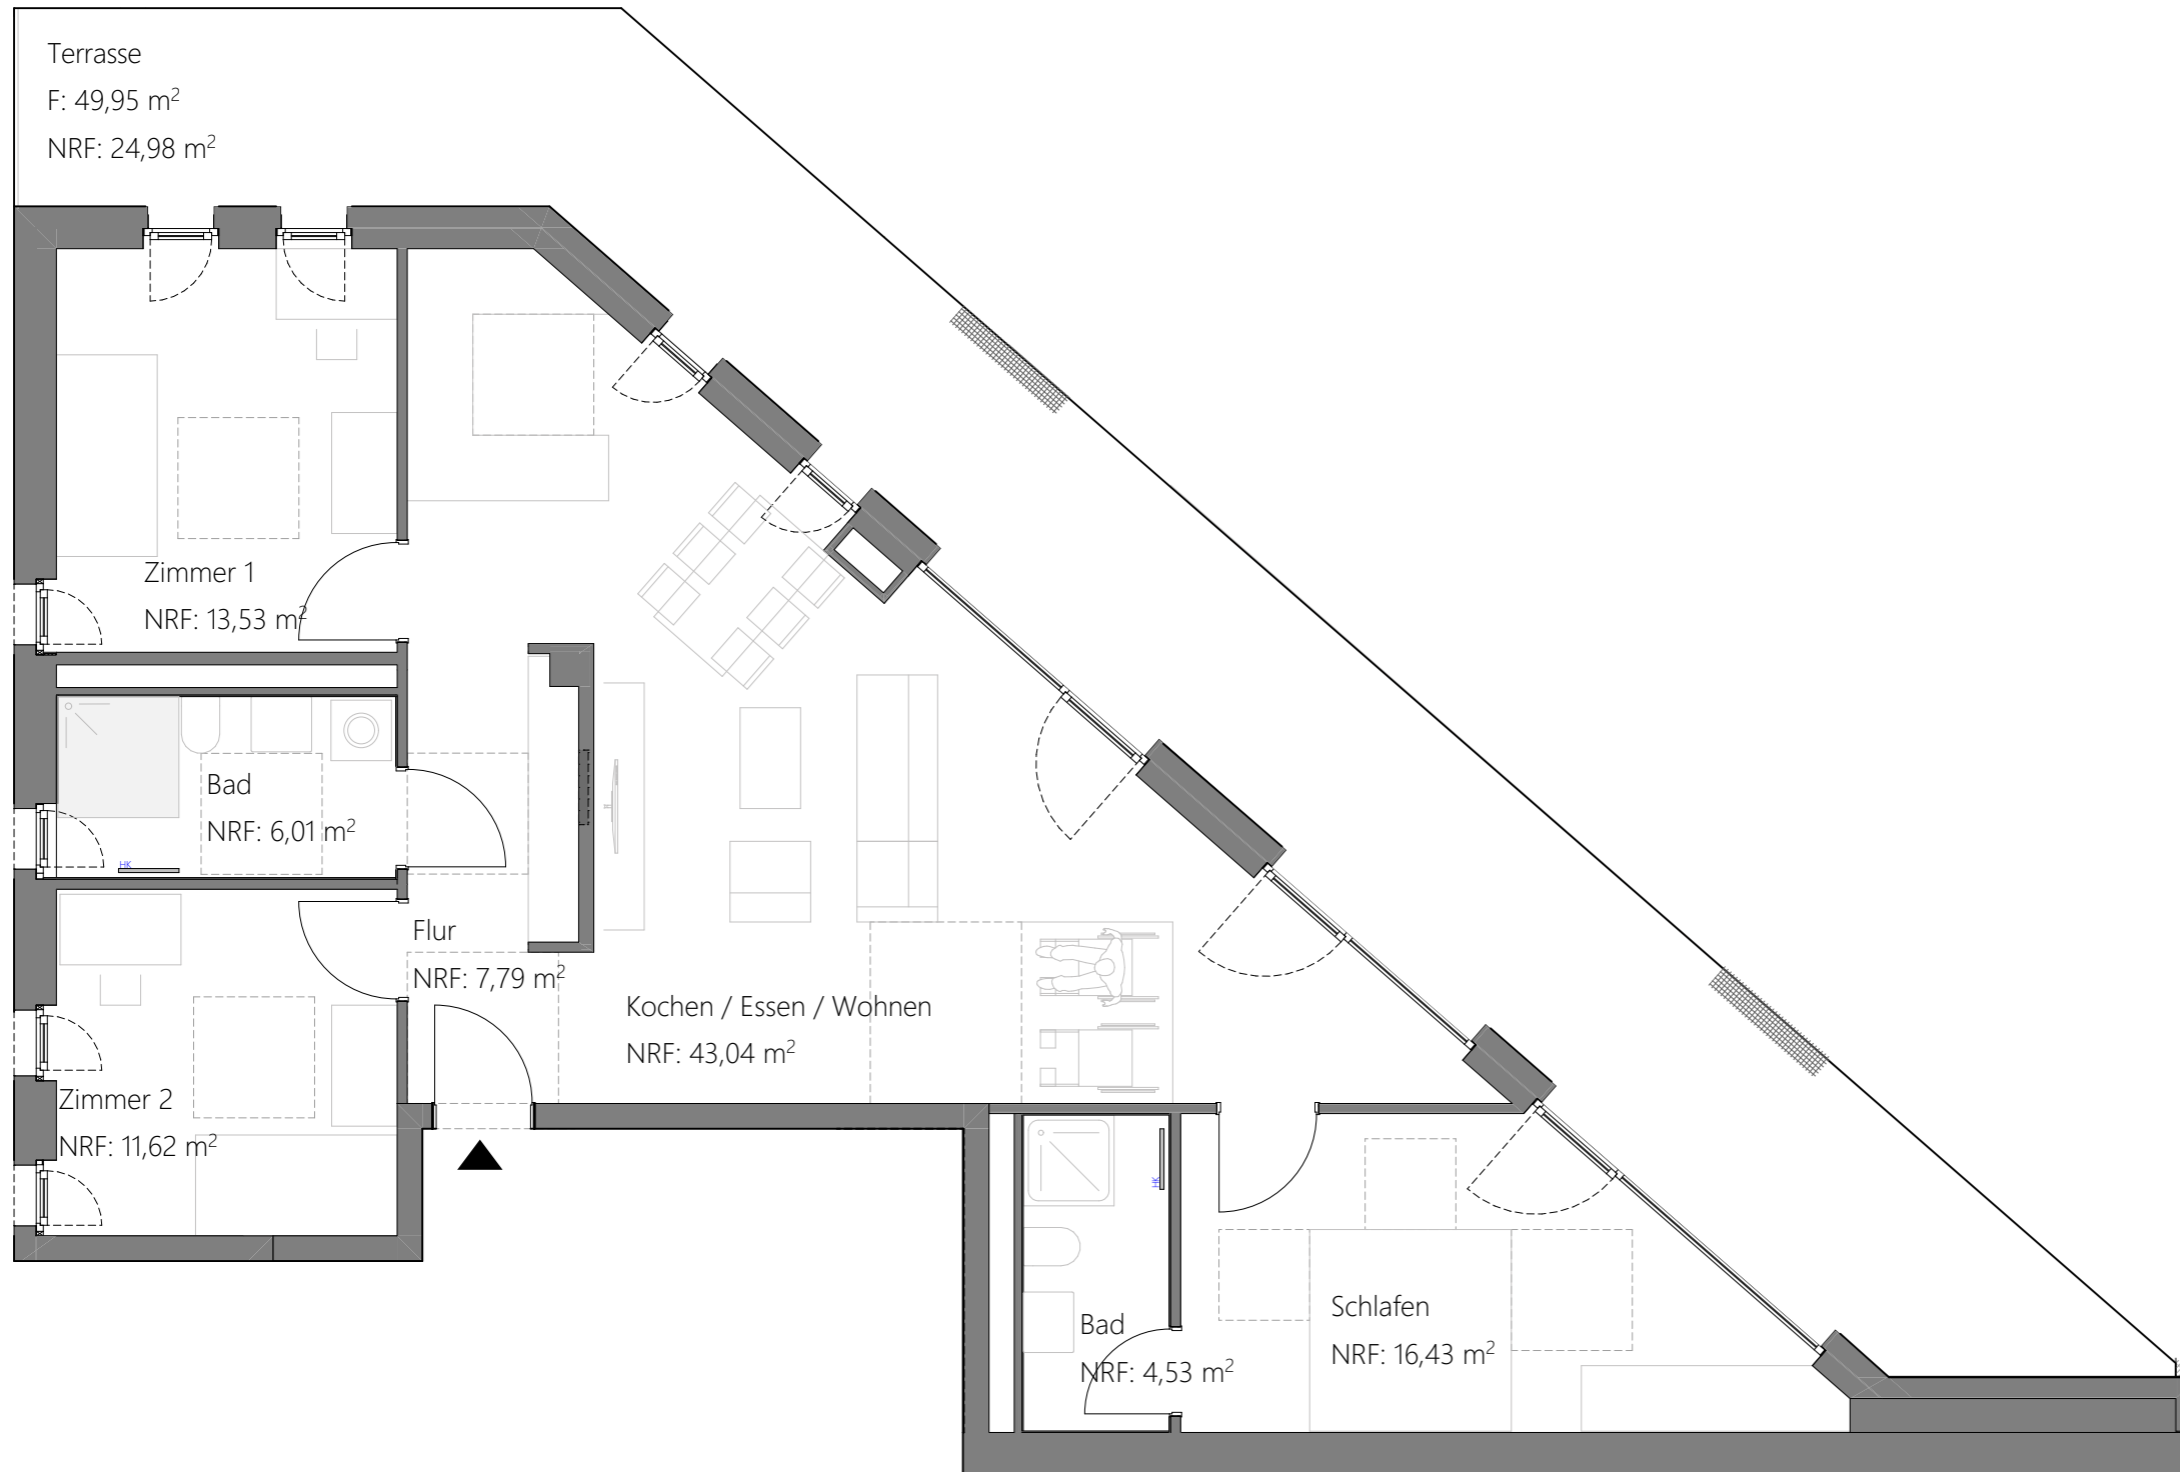 Terrasse
F: 49,95 m²
NRF: 24,98 m²
Zimmer 1
NRF: 13,53 m²
Bad
NRF: 6,01 m²
HK
Flur
NRF: 7,79 m²
Kochen / Essen / Wohnen
NRF: 43,04 m²
Zimmer 2
NRF: 11,62 m²
HK
Bad
NRF: 4,53 m²
Schlafen
NRF: 16,43 m²